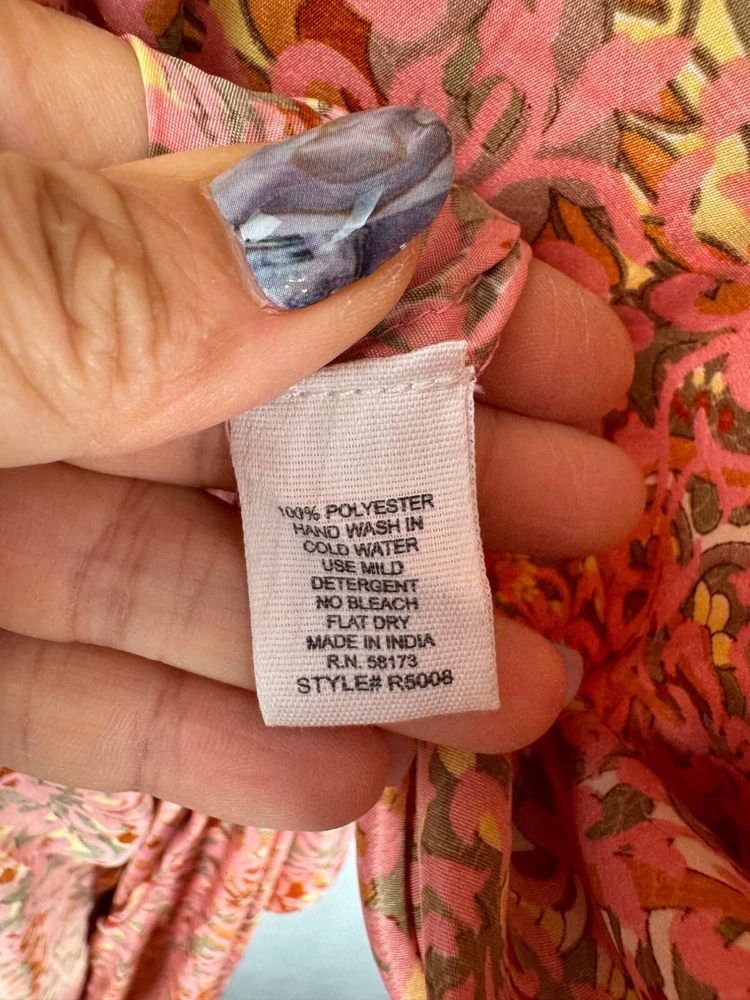 100% POLYESTER
HAND WASH IN
COLD WATER
USE MILD
DETERGENT
NO BLEACH
FLAT DRY
MADE IN INDIA
R.N. 58173
STYLE# R5008